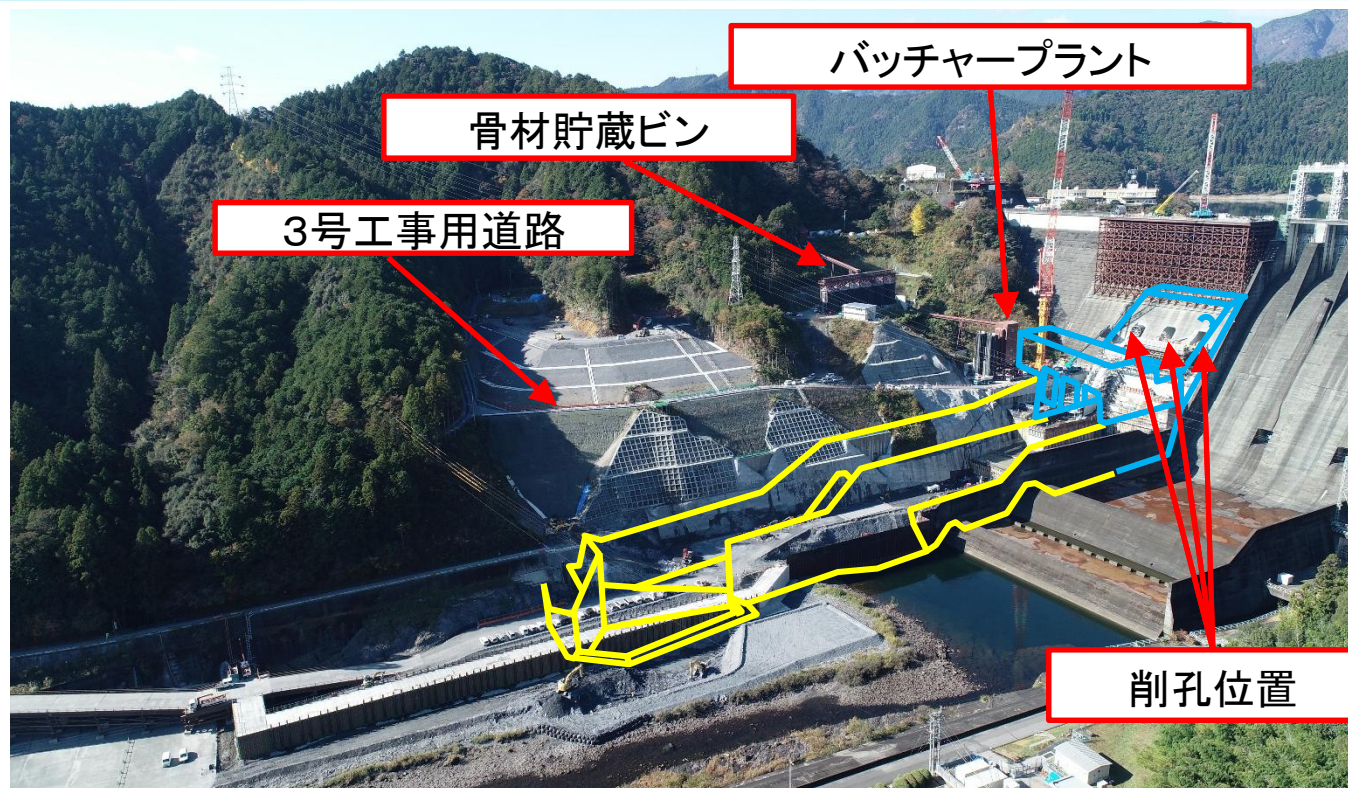 バッチャープラント
骨材貯蔵ビン
3号工事用道路
削孔位置